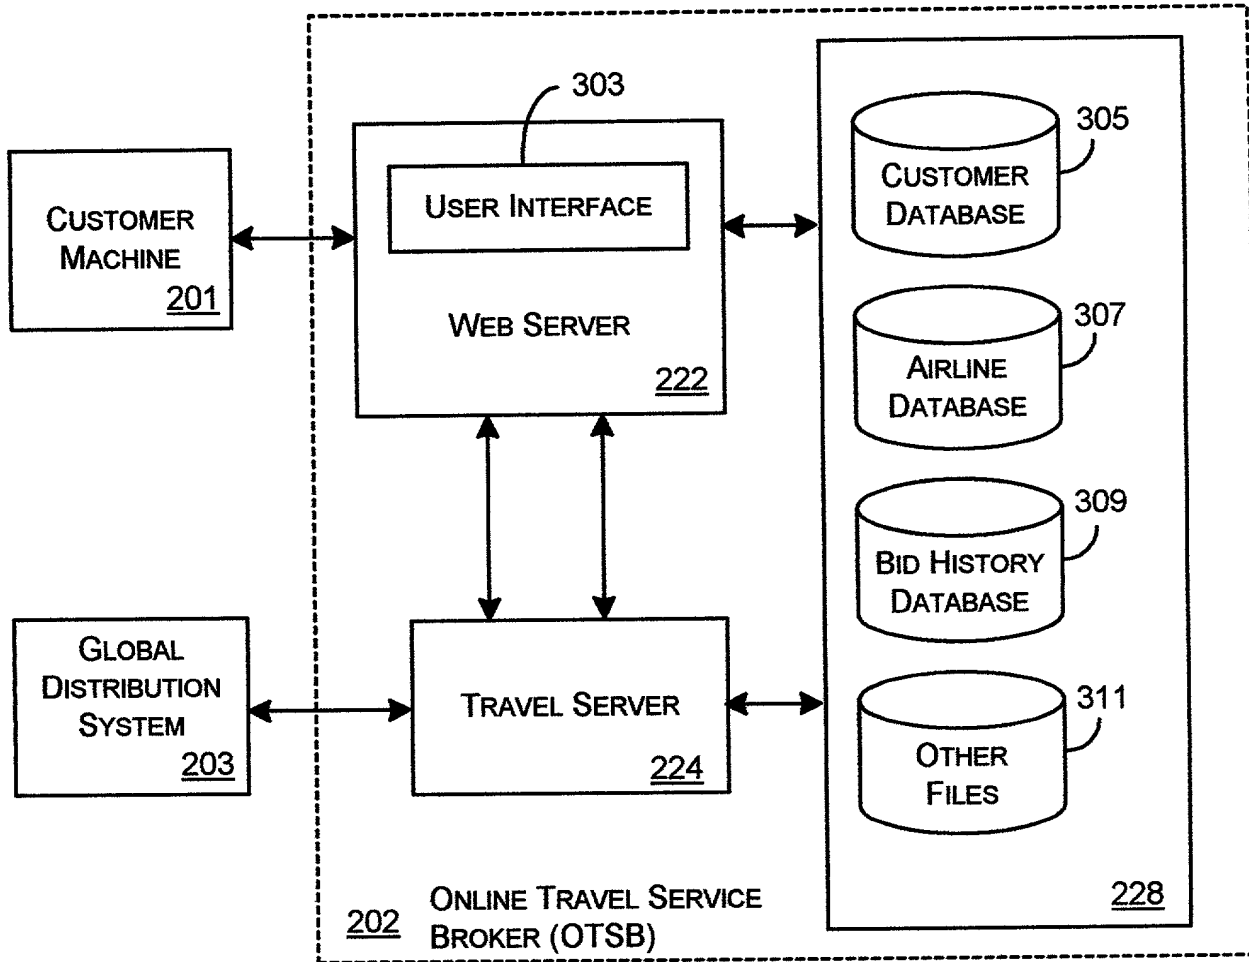 303
305
CUSTOMER
DATABASE
USER INTERFACE
CUSTOMER
MACHINE
201
WEB SERVER
222
307
AIRLINE
DATABASE
309
BID HISTORY
DATABASE
GLOBAL
DISTRIBUTION
SYSTEM
203
TRAVEL SERVER
224
311
OTHER
FILES
228
202
ONLINE TRAVEL SERVICE
BROKER (OTSB)